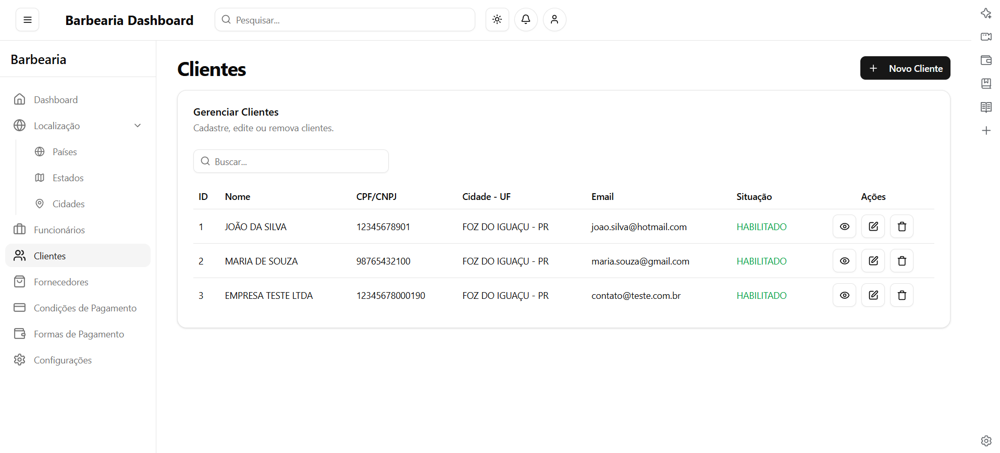 Barbearia Dashboard
Pesquisar...
Barbearia
Dashboard
Localização
Países
Estados
Cidades
Funcionários
Clientes
Fornecedores
Condições de Pagamento
Formas de Pagamento
Configurações
Clientes
Novo Cliente
Gerenciar Clientes
Cadastre, edite ou remova clientes.
Buscar...
ID Nome CPF/CNPJ Cidade - UF Email Situação Ações
1 JOÃO DA SILVA 12345678901 FOZ DO IGUAÇU - PR joao.silva@hotmail.com HABILITADO
2 MARIA DE SOUZA 98765432100 FOZ DO IGUAÇU - PR maria.souza@gmail.com HABILITADO
3 EMPRESA TESTE LTDA 12345678000190 FOZ DO IGUAÇU - PR contato@teste.com.br HABILITADO